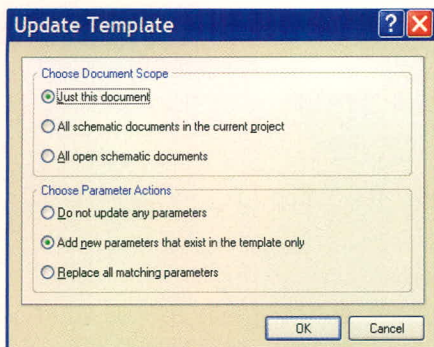 Update Template
Choose Document Scope
Just this document
All schematic documents in the current project
All open schematic documents
Choose Parameter Actions
Do not update any parameters
Add new parameters that exist in the template only
Replace all matching parameters
OK Cancel